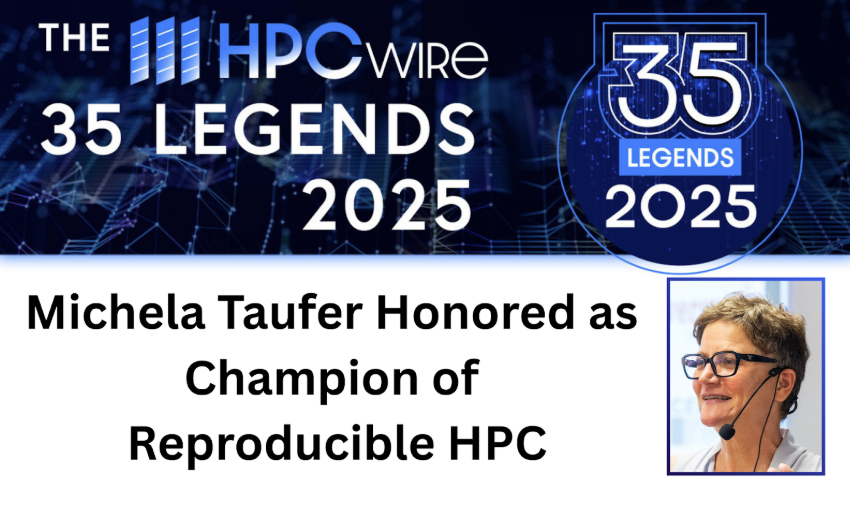 THE HPCWIRE
35 LEGENDS
2025
35
LEGENDS
2025
Michela Taufer Honored as
Champion of
Reproducible HPC